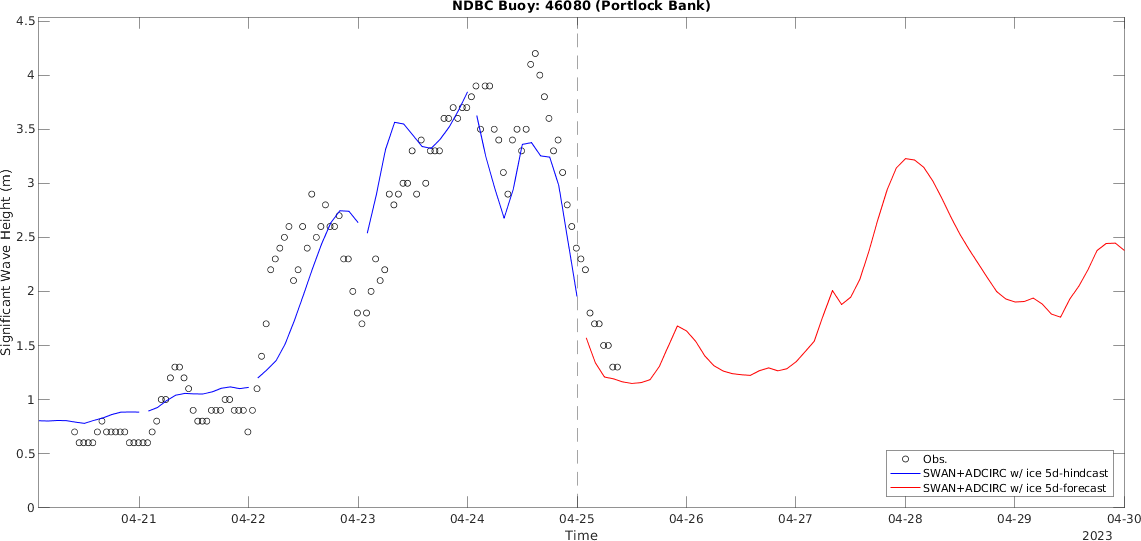 NDBC Buoy: 46080 (Portlock Bank)
4.5
4
3.5
3
2.5
2
1.5
1
0.5
0
Significant Wave Height (m)
04-21 04-22 04-23 04-24 04-25 04-26 04-27 04-28 04-29 04-30
Time
2023
Obs.
SWAN+ADCIRC w/ ice 5d-hindcast
SWAN+ADCIRC w/ ice 5d-forecast